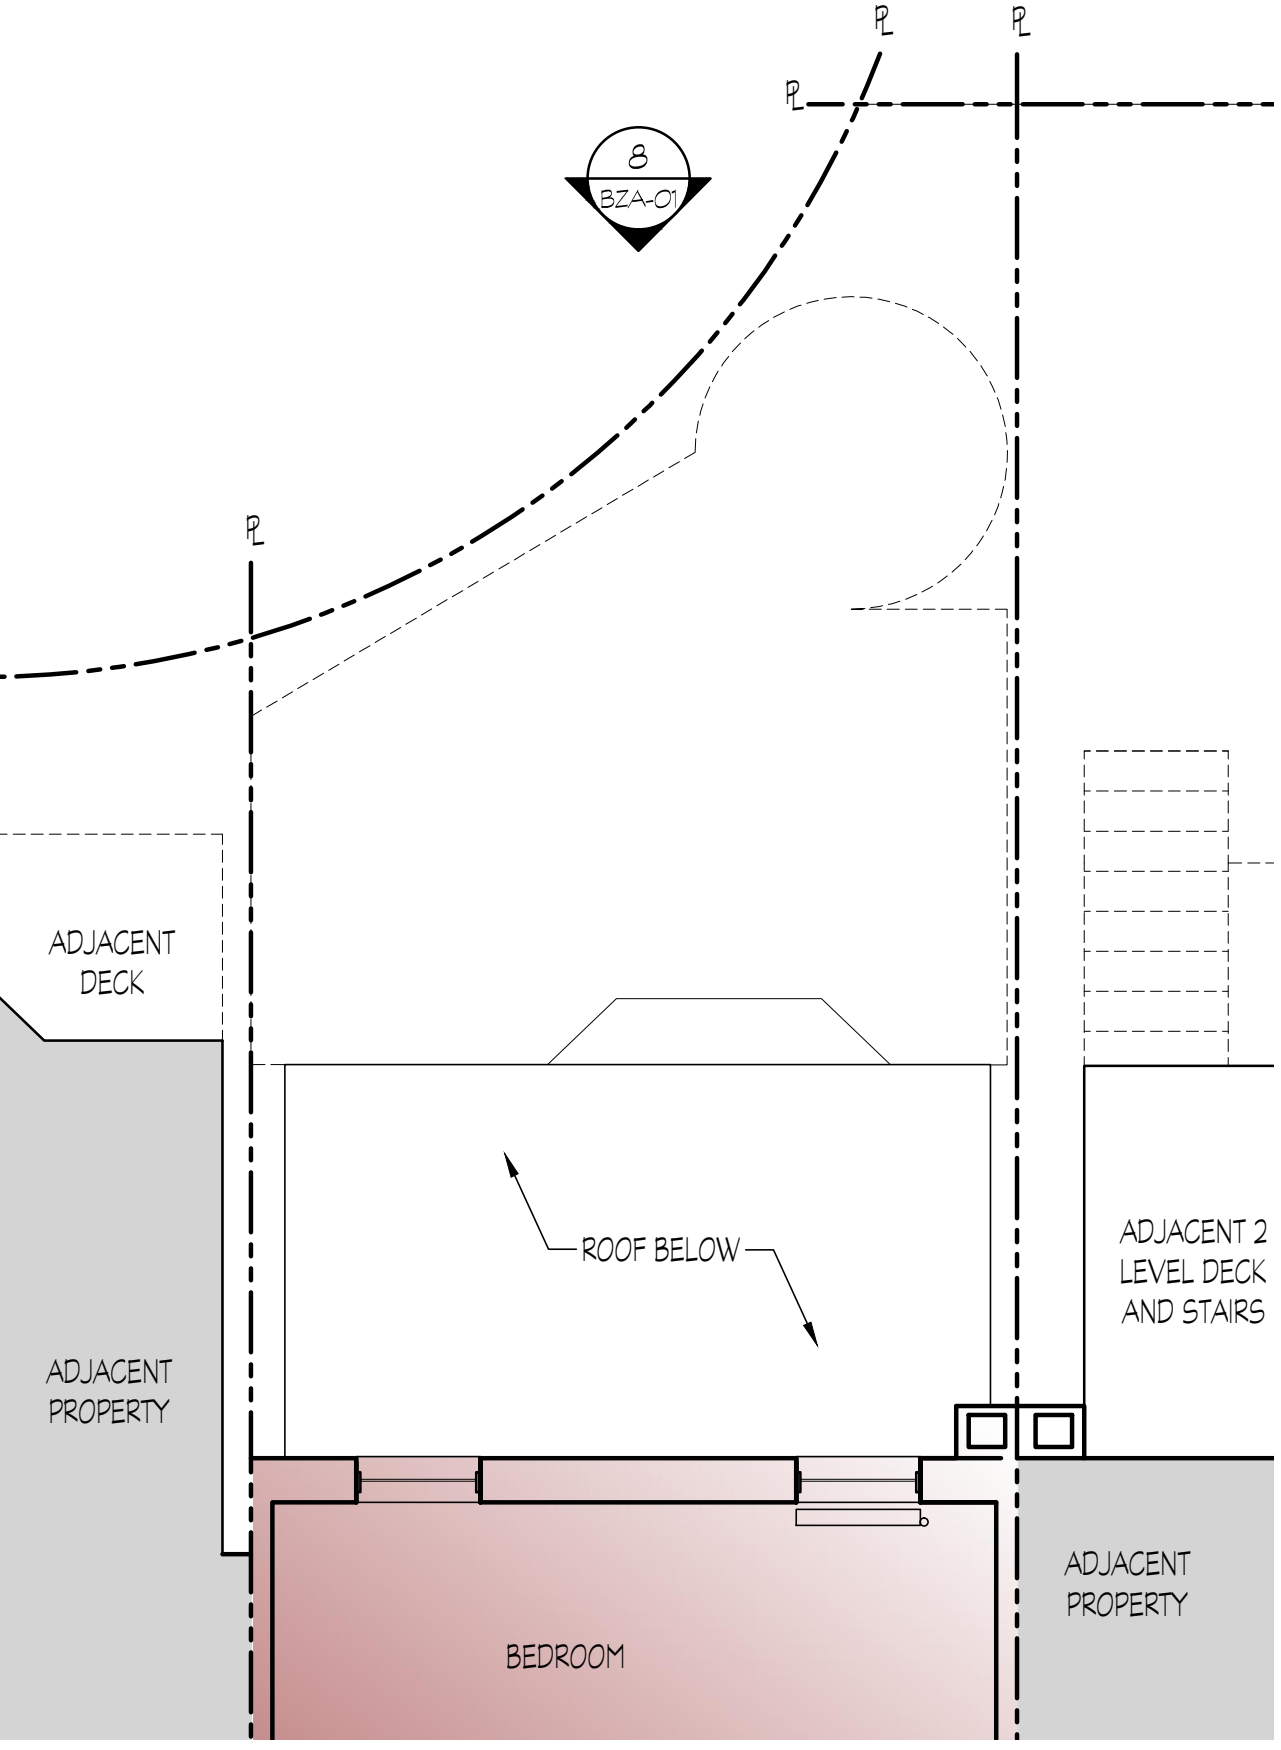 PL
PL
PL
8
BZA-01
PL
ADJACENT
DECK
ROOF BELOW
ADJACENT 2
LEVEL DECK
AND STAIRS
ADJACENT
PROPERTY
ADJACENT
PROPERTY
BEDROOM